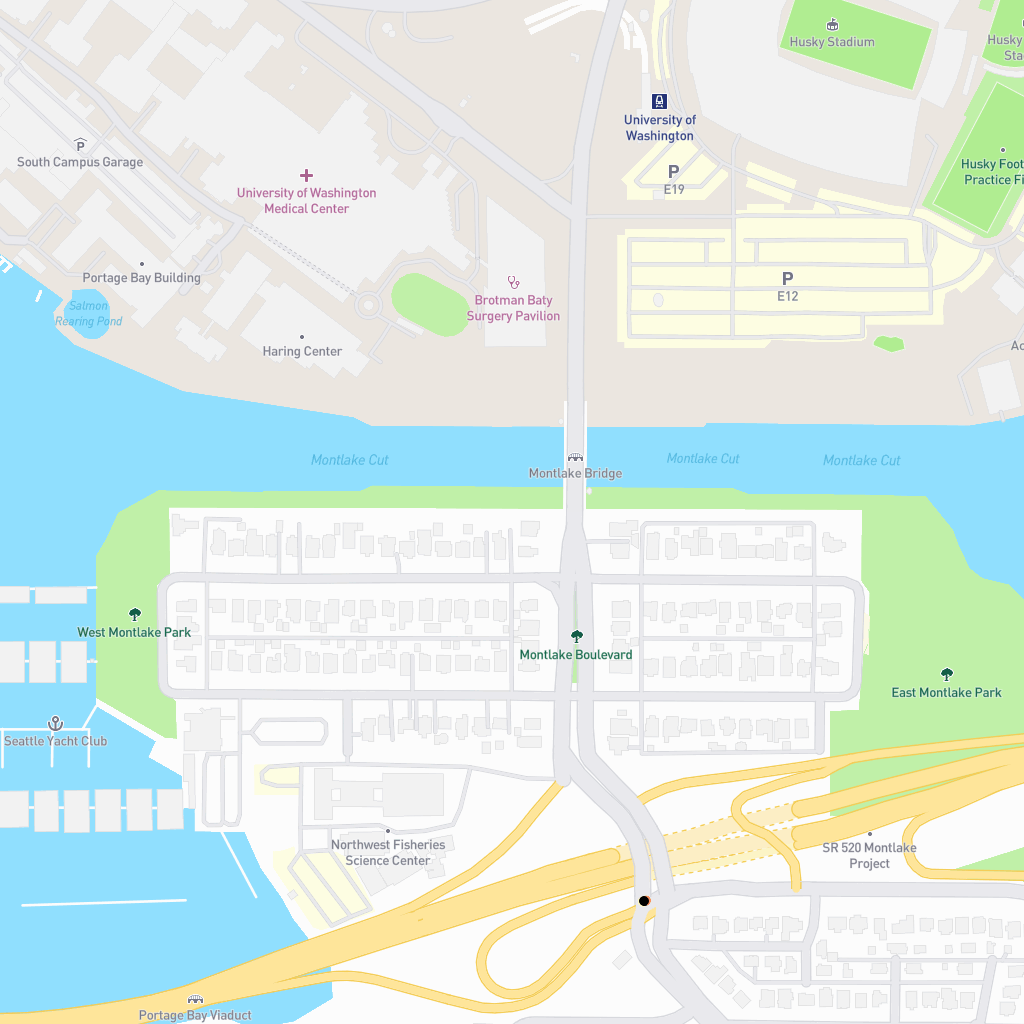 Husky Stadium
Husky
Sta
University of
Washington
P
South Campus Garage
P
E19
Husky Foot
Practice Fi
University of Washington
Medical Center
Portage Bay Building
P
E12
Brotman Baty
Surgery Pavilion
Salmon
Rearing Pond
Haring Center
Ac
Montlake Cut
Montlake Cut
Montlake Cut
Montlake Bridge
West Montlake Park
Montlake Boulevard
East Montlake Park
Seattle Yacht Club
Northwest Fisheries
Science Center
SR 520 Montlake
Project
Portage Bay Viaduct